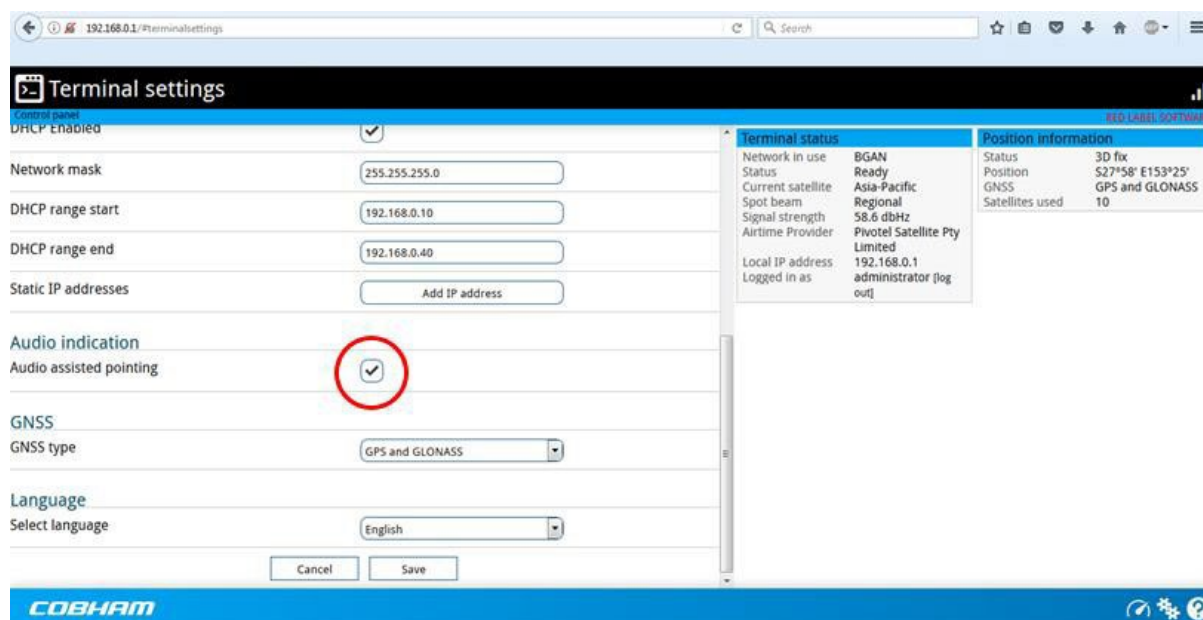 192.168.0.1/#terminalsettings
Search
Terminal settings
Control panel
RED LABEL SOFTWAR
DHCP Enabled
Network mask
255.255.255.0
DHCP range start
192.168.0.10
DHCP range end
192.168.0.40
Static IP addresses
Add IP address
Audio indication
Audio assisted pointing
GNSS
GNSS type
GPS and GLONASS
Language
Select language
English
Cancel
Save
Terminal status
Network in use BGAN
Status Ready
Current satellite Asia-Pacific
Spot beam Regional
Signal strength 58.6 dbHz
Airtime Provider Pivotel Satellite Pty
Limited
Local IP address 192.168.0.1
Logged in as administrator [log
out]
Position information
Status 3D fix
Position S27°58' E153°25'
GNSS GPS and GLONASS
Satellites used 10
COBHAM